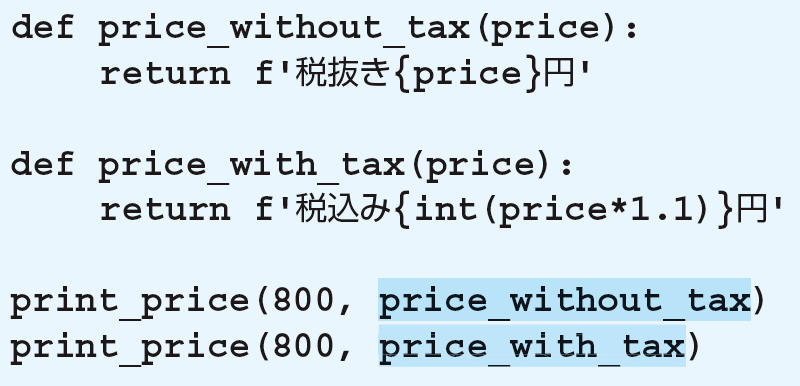 def price_without_tax(price):
    return f'税抜き{price}円'
def price_with_tax(price):
    return f'税込み{int(price*1.1)}円'
print_price(800, price_without_tax)
print_price(800, price_with_tax)